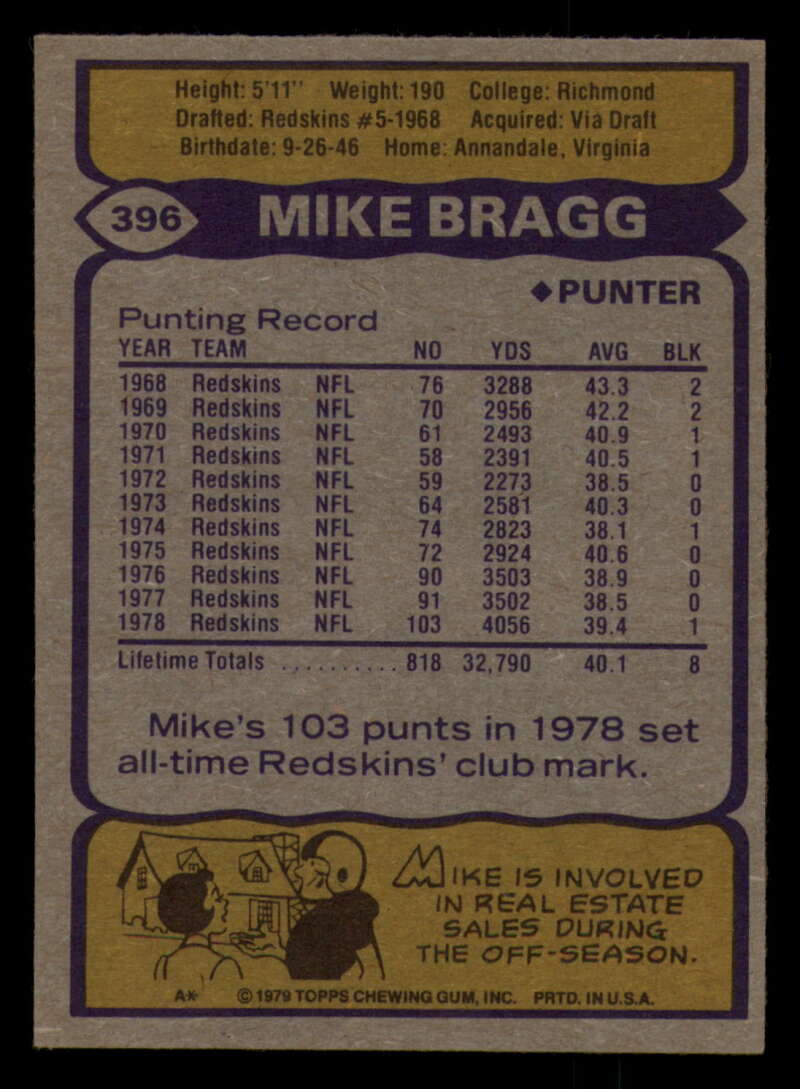 Height: 5'11" Weight: 190 College: Richmond
Drafted: Redskins #5-1968 Acquired: Via Draft
Birthdate: 9-26-46 Home: Annandale, Virginia
396 MIKE BRAGG
◆PUNTER
Punting Record
YEAR TEAM NO YDS AVG BLK
1968 Redskins NFL 76 3288 43.3 2
1969 Redskins NFL 70 2956 42.2 2
1970 Redskins NFL 61 2493 40.9 1
1971 Redskins NFL 58 2391 40.5 1
1972 Redskins NFL 59 2273 38.5 0
1973 Redskins NFL 64 2581 40.3 0
1974 Redskins NFL 74 2823 38.1 1
1975 Redskins NFL 72 2924 40.6 0
1976 Redskins NFL 90 3503 38.9 0
1977 Redskins NFL 91 3502 38.5 0
1978 Redskins NFL 103 4056 39.4 1
Lifetime Totals .......... 818 32,790 40.1 8
Mike's 103 punts in 1978 set
all-time Redskins' club mark.
MIKE IS INVOLVED
IN REAL ESTATE
SALES DURING
THE OFF-SEASON.
A* © 1979 TOPPS CHEWING GUM, INC. PRTD. IN U.S.A.